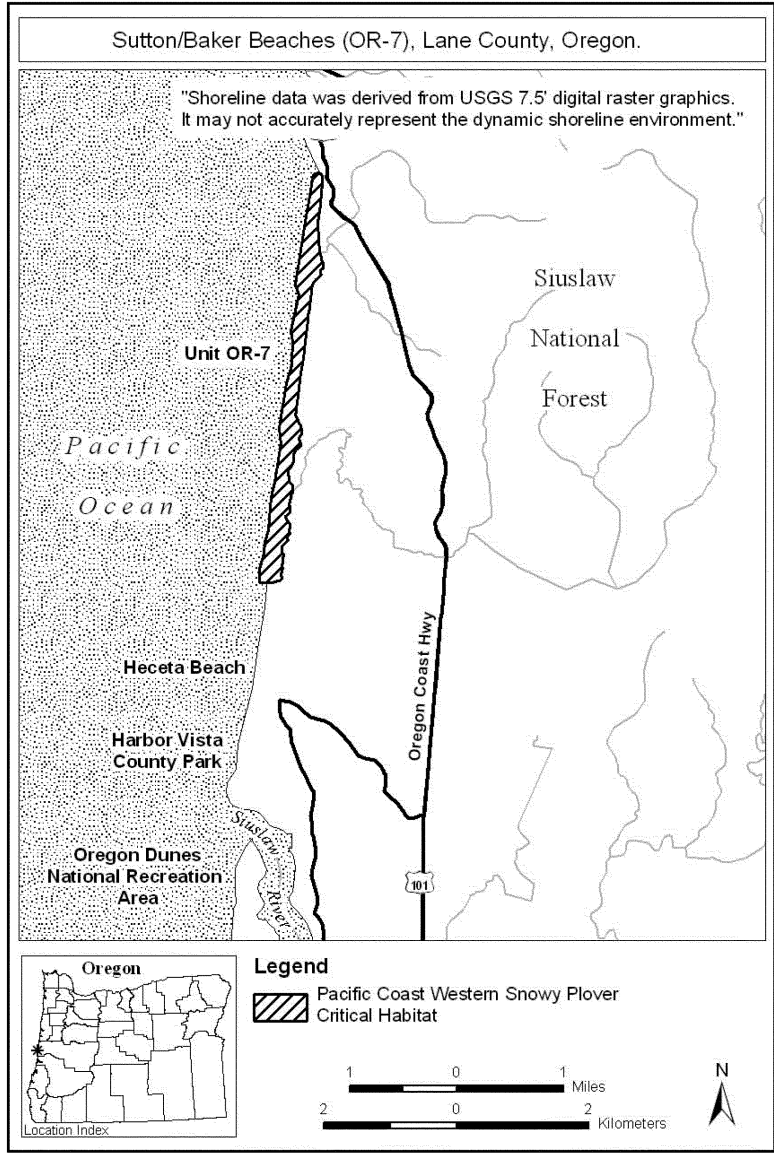 Sutton/Baker Beaches (OR-7), Lane County, Oregon.
"Shoreline data was derived from USGS 7.5' digital raster graphics.
It may not accurately represent the dynamic shoreline environment."
Siuslaw
National
Forest
Unit OR-7
Pacific
Ocean
Oregon Coast Hwy
Heceta Beach
Harbor Vista
County Park
Siuslaw
River
Oregon Dunes
National Recreation
Area
101
Oregon
Location Index
Legend
Pacific Coast Western Snowy Plover
Critical Habitat
1 0 1
Miles
2 0 2
Kilometers
N